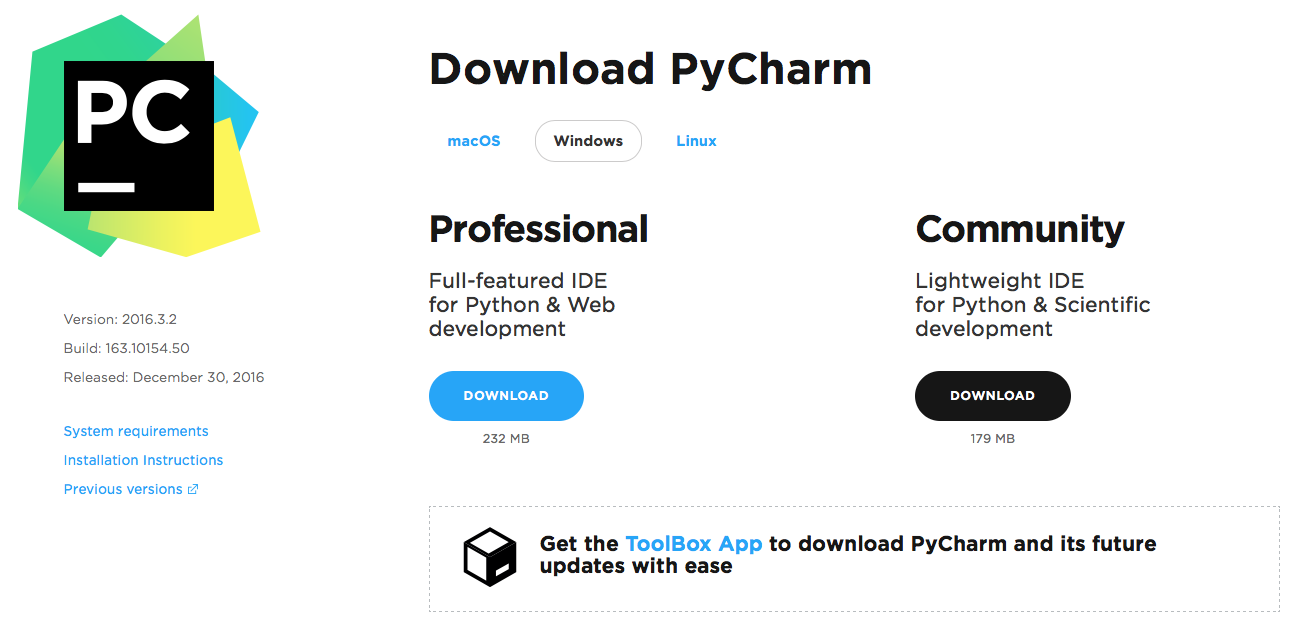 PC
Download PyCharm
macOS
Windows
Linux
Professional
Full-featured IDE
for Python & Web
development
DOWNLOAD
232 MB
Community
Lightweight IDE
for Python & Scientific
development
DOWNLOAD
179 MB
Version: 2016.3.2
Build: 163.10154.50
Released: December 30, 2016
System requirements
Installation Instructions
Previous versions
Get the ToolBox App to download PyCharm and its future
updates with ease